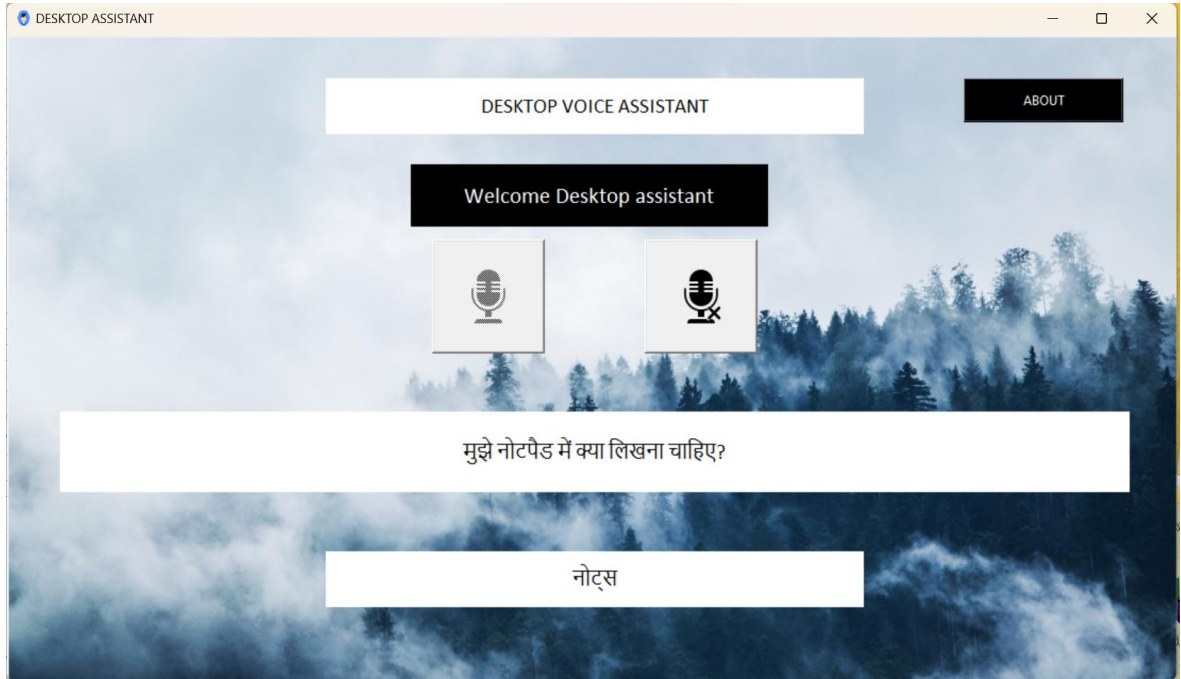 DESKTOP ASSISTANT
DESKTOP VOICE ASSISTANT
ABOUT
Welcome Desktop assistant
मुझे नोटपैड में क्या लिखना चाहिए?
नोट्स